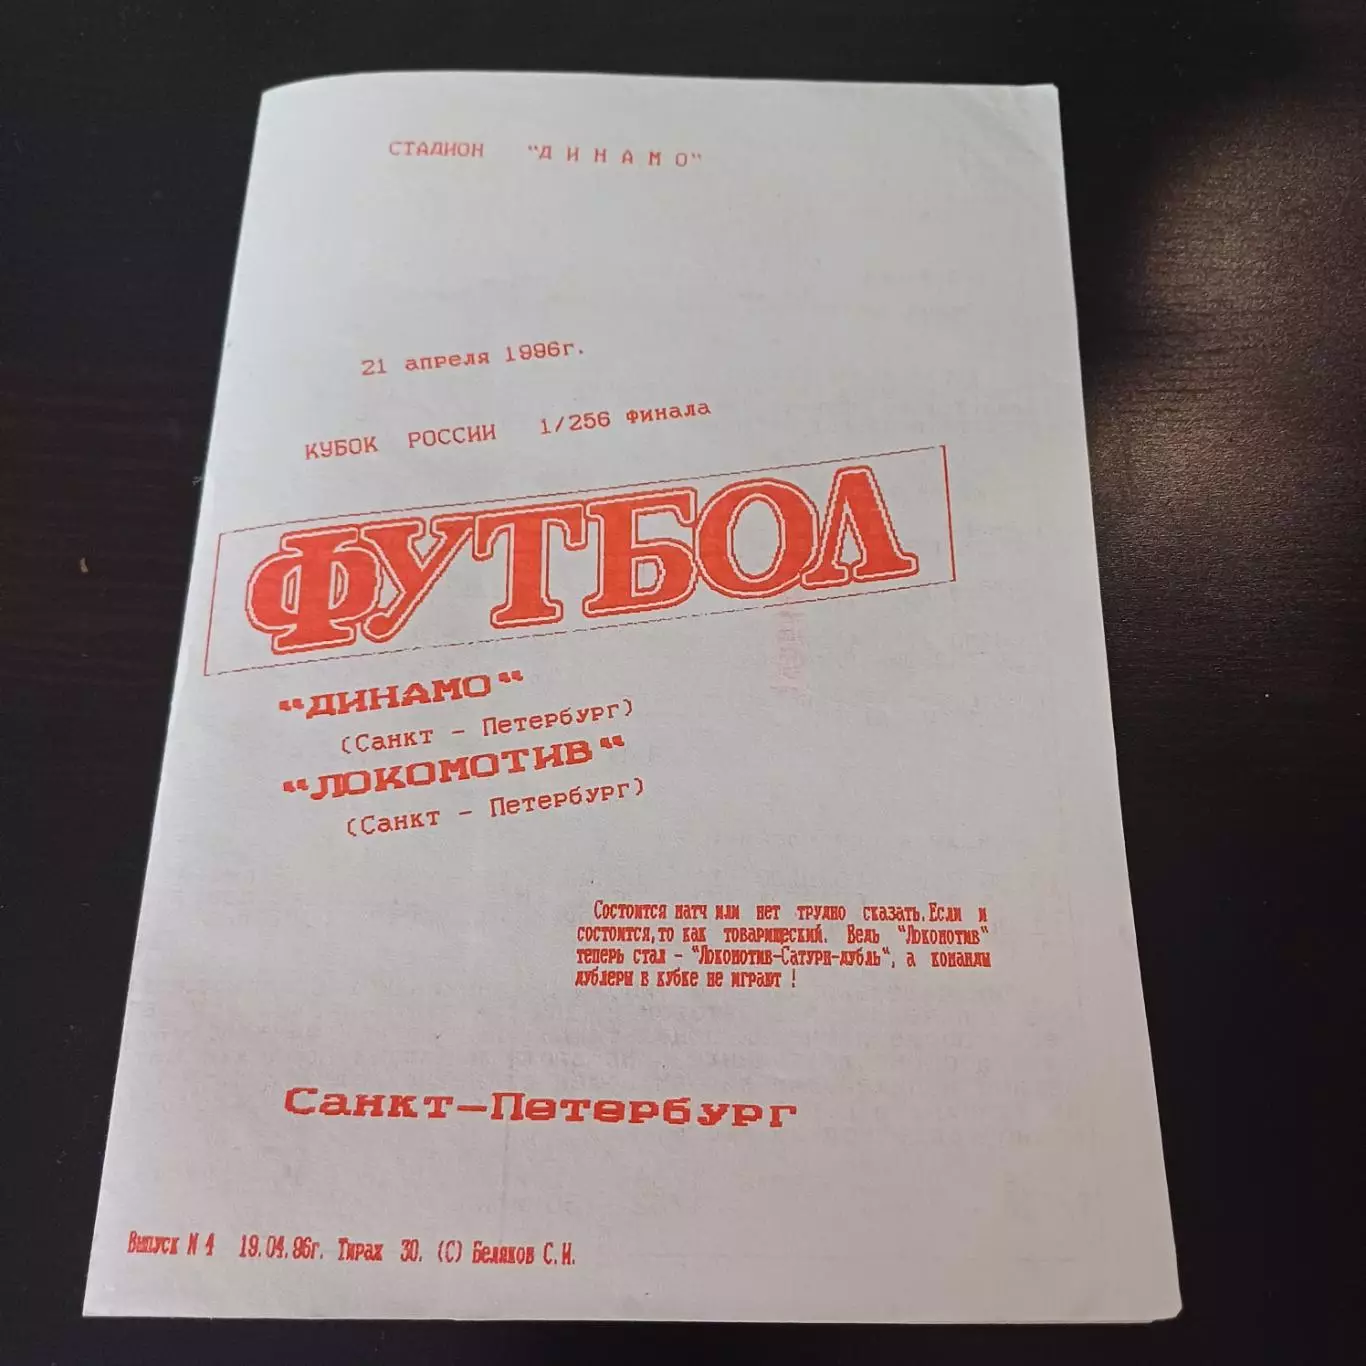 СТАДИОН "ДИНАМО"
21 апреля 1996г.
КУБОК РОССИИ 1/256 Финала
ФУТБОЛ
"ДИНАМО"
(Санкт - Петербург)
"ЛОКОМОТИВ"
(Санкт - Петербург)
Состоится матч или нет трудно сказать. Если и
состоится, то как товарищеский. Ведь "Локомотив"
теперь стал - "Локомотив-Сатурн-дубль", а команды
дублеры в кубке не играют !
Санкт-Петербург
Выпуск N 4 19.04.96г. Тираж 30. (C) Беляков С.И.